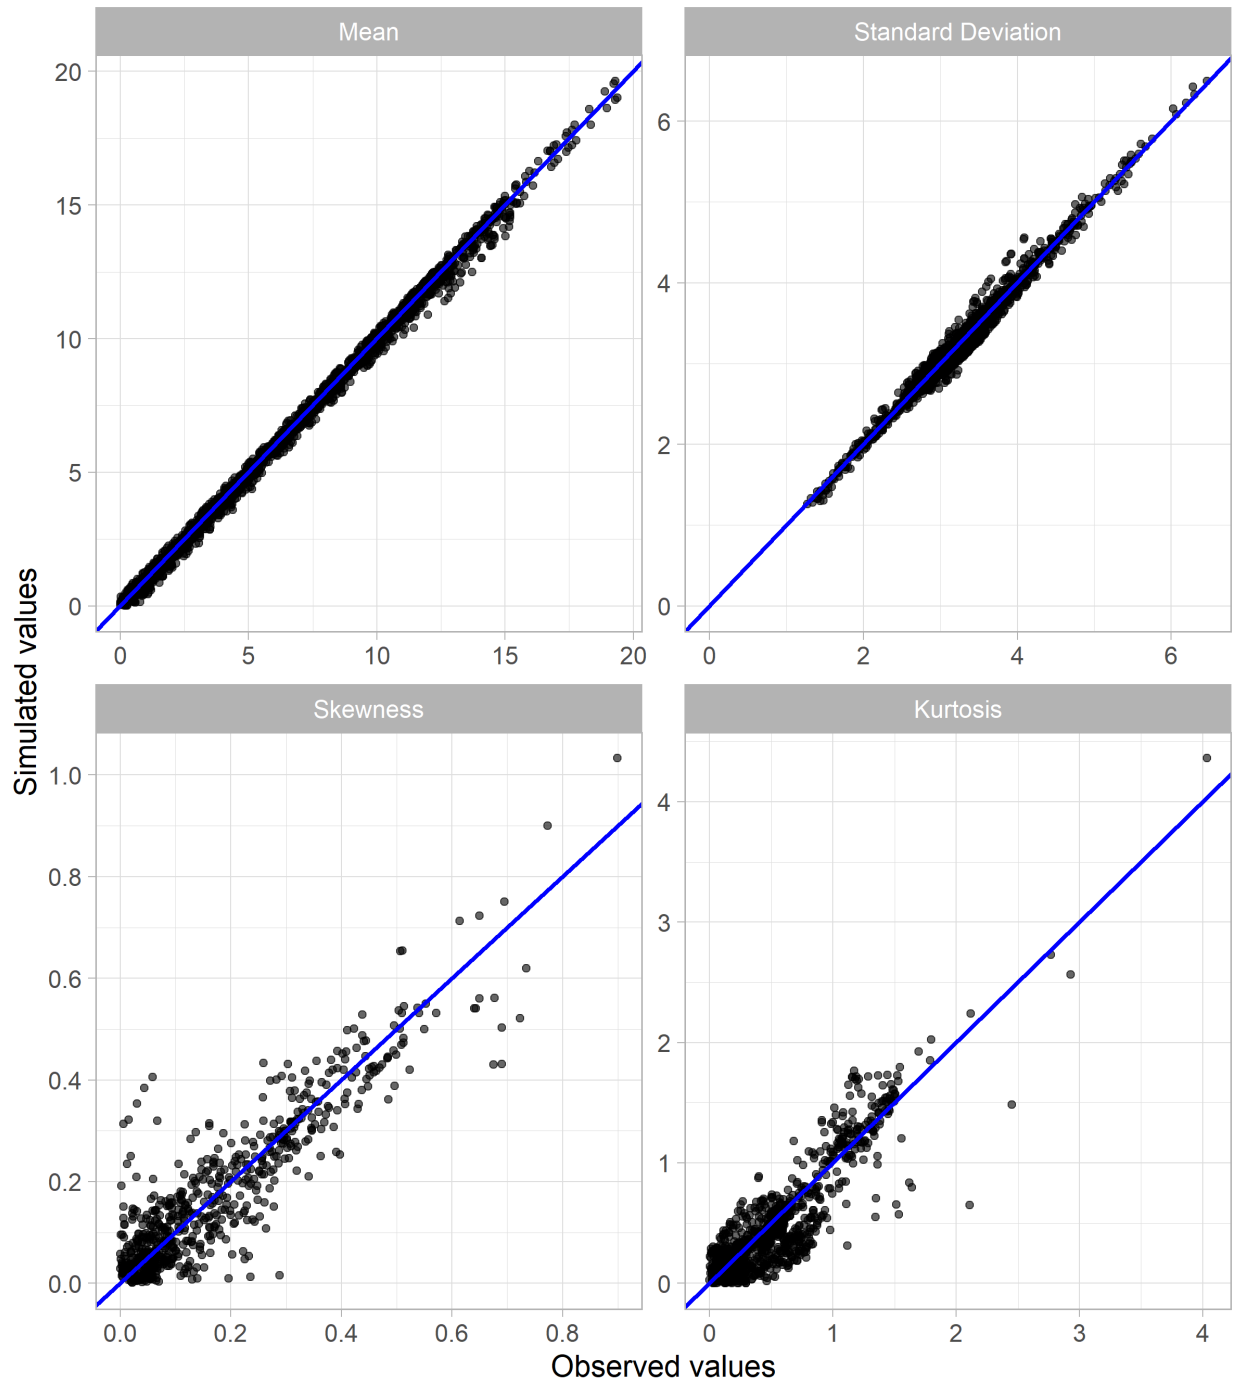 Mean
Standard Deviation
20
15
10
5
0
6
4
2
0
0 5 10 15 20
0 2 4 6
Simulated values
Skewness
Kurtosis
1.0
0.8
0.6
0.4
0.2
0.0
4
3
2
1
0
0.0 0.2 0.4 0.6 0.8
0 1 2 3 4
Observed values